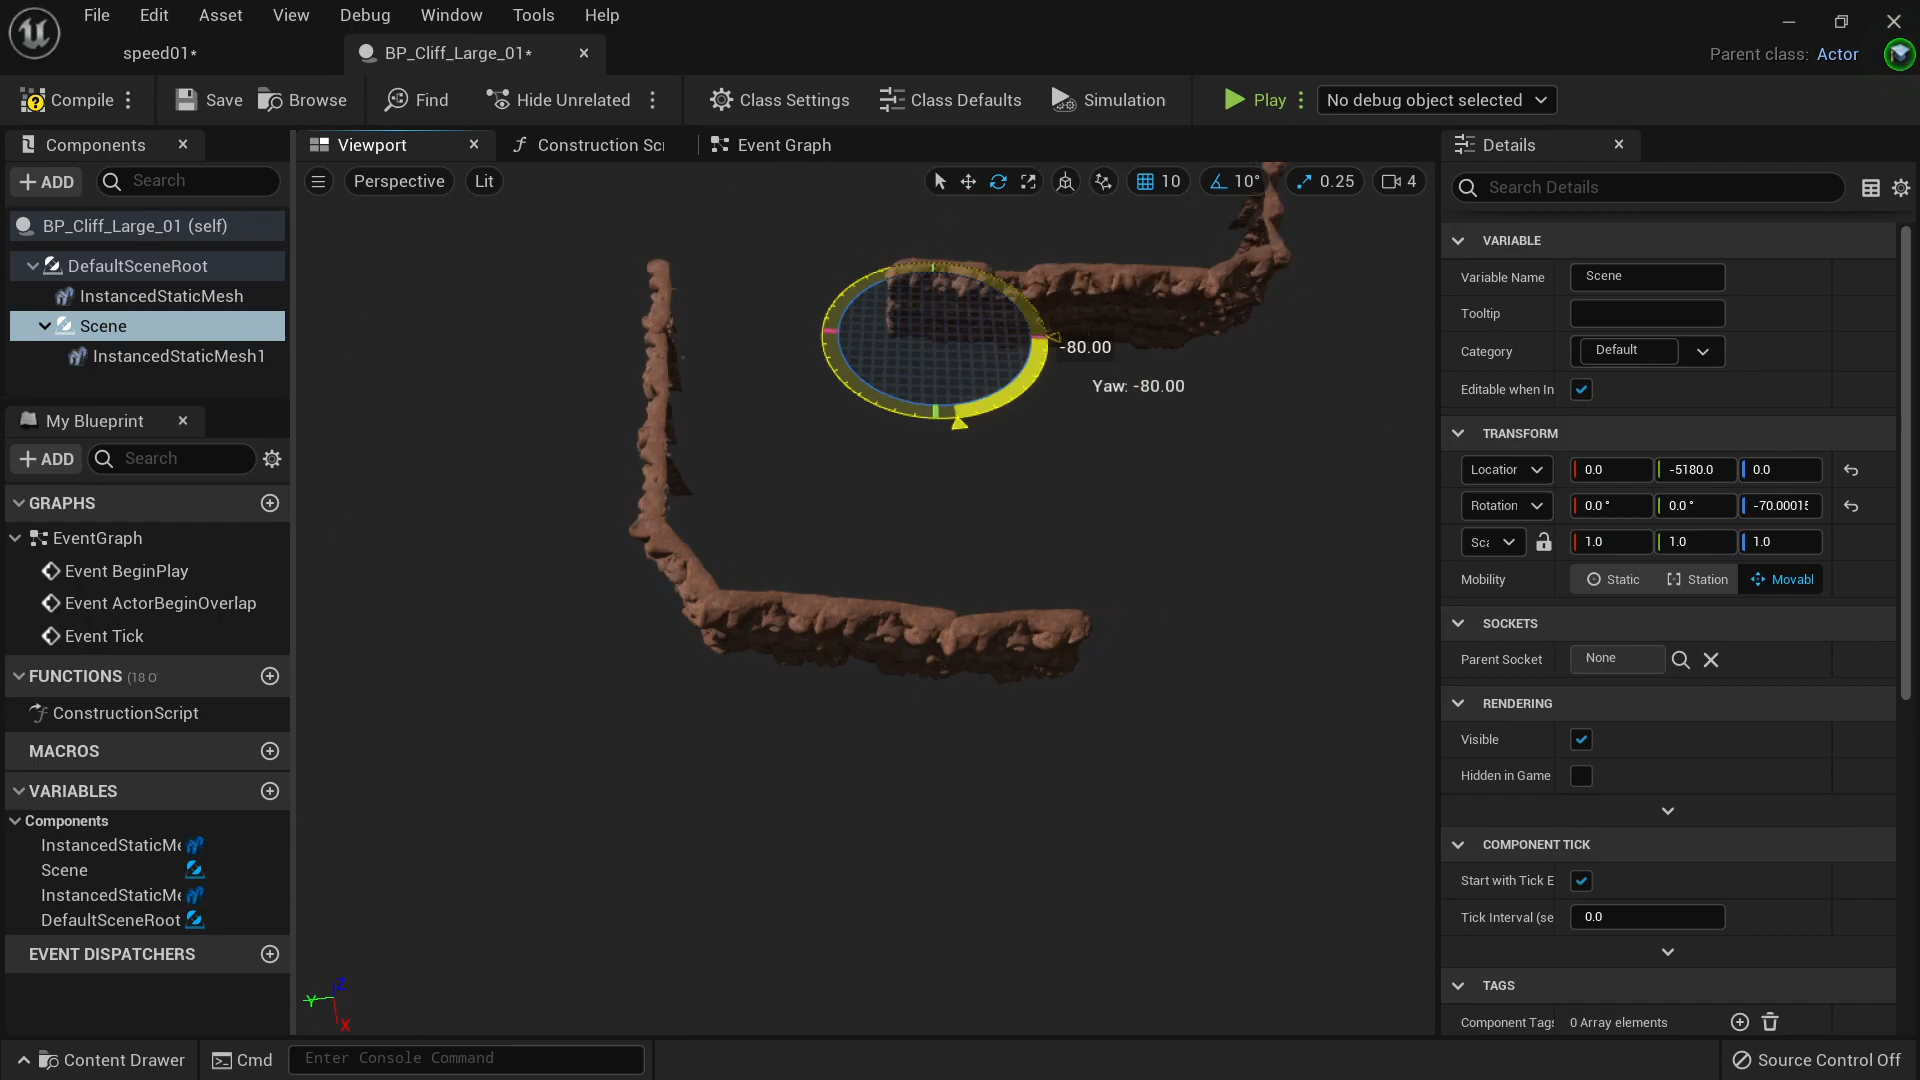 File Edit Asset View Debug Window Tools Help
speed01*
BP_Cliff_Large_01*
Parent class: Actor
Compile
Save
Browse
Find
Hide Unrelated
Class Settings
Class Defaults
Simulation
Play
No debug object selected
Components
ADD
Search
BP_Cliff_Large_01 (self)
DefaultSceneRoot
InstancedStaticMesh
Scene
InstancedStaticMesh1
My Blueprint
ADD
Search
GRAPHS
EventGraph
Event BeginPlay
Event ActorBeginOverlap
Event Tick
FUNCTIONS (18 O
ConstructionScript
MACROS
VARIABLES
Components
InstancedStaticMe
Scene
InstancedStaticMe
DefaultSceneRoot
EVENT DISPATCHERS
Viewport
Construction Scr
Event Graph
Perspective
Lit
10
10°
0.25
4
-80.00
Yaw: -80.00
Z
Y
X
Details
Search Details
VARIABLE
Variable Name Scene
Tooltip
Category Default
Editable when In
TRANSFORM
Location 0.0 -5180.0 0.0
Rotation 0.0 ° 0.0 ° -70.00015
Sca 1.0 1.0 1.0
Mobility Static Station Movabl
SOCKETS
Parent Socket None
RENDERING
Visible
Hidden in Game
COMPONENT TICK
Start with Tick E
Tick Interval (se 0.0
TAGS
Component Tags 0 Array elements
Content Drawer
Cmd
Enter Console Command
Source Control Off